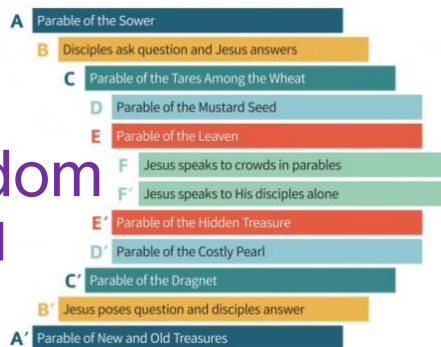 A Parable of the Sower
B Disciples ask question and Jesus answers
C Parable of the Tares Among the Wheat
D Parable of the Mustard Seed
E Parable of the Leaven
F Jesus speaks to crowds in parables
dom
F′ Jesus speaks to His disciples alone
E′ Parable of the Hidden Treasure
D′ Parable of the Costly Pearl
C′ Parable of the Dragnet
B′ Jesus poses question and disciples answer
A′ Parable of New and Old Treasures